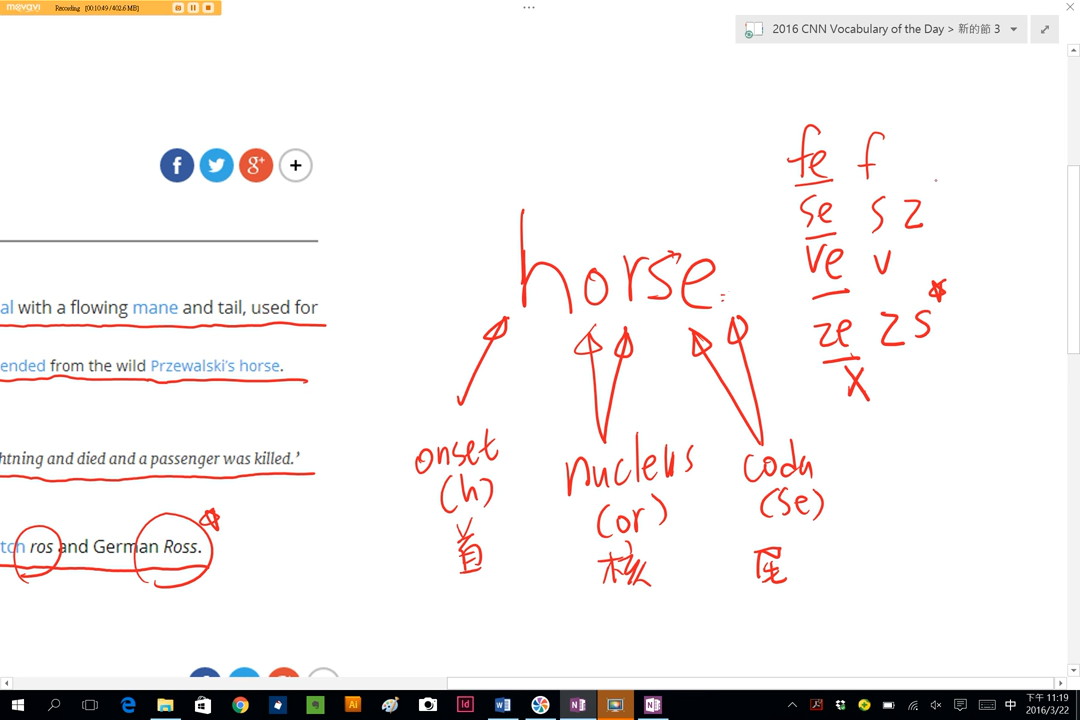 movavi Recording [00:10:49 / 402.6 MB]
...
2016 CNN Vocabulary of the Day > 新的節 3
f g+ +
al with a flowing mane and tail, used for
ended from the wild Przewalski's horse.
htning and died and a passenger was killed.'
tch ros and German Ross.
horse
onset
(h)
首
nucleus
(or)
核
coda
(se)
尾
fe f
se s z
ve v
ze z s
x
中
下午 11:19
2016/3/22